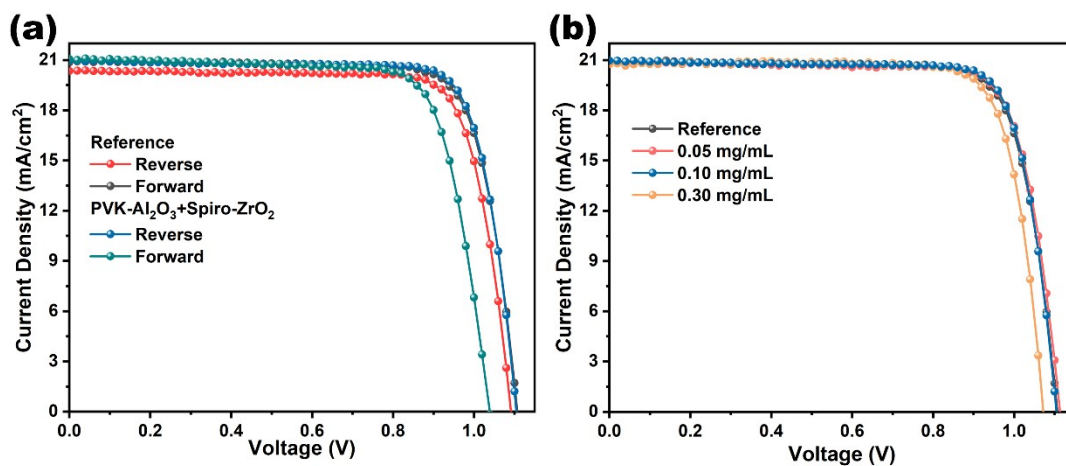 (a)
21
18
15
12
9
6
3
0
Current Density (mA/cm²)
Reference
Reverse
Forward
PVK-Al₂O₃+Spiro-ZrO₂
Reverse
Forward
0.0 0.2 0.4 0.6 0.8 1.0
Voltage (V)
(b)
21
18
15
12
9
6
3
0
Current Density (mA/cm²)
Reference
0.05 mg/mL
0.10 mg/mL
0.30 mg/mL
0.0 0.2 0.4 0.6 0.8 1.0
Voltage (V)